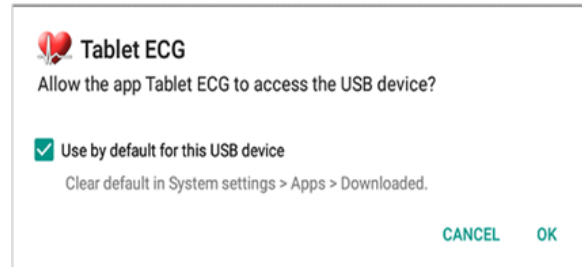 Tablet ECG
Allow the app Tablet ECG to access the USB device?
Use by default for this USB device
Clear default in System settings > Apps > Downloaded.
CANCEL OK